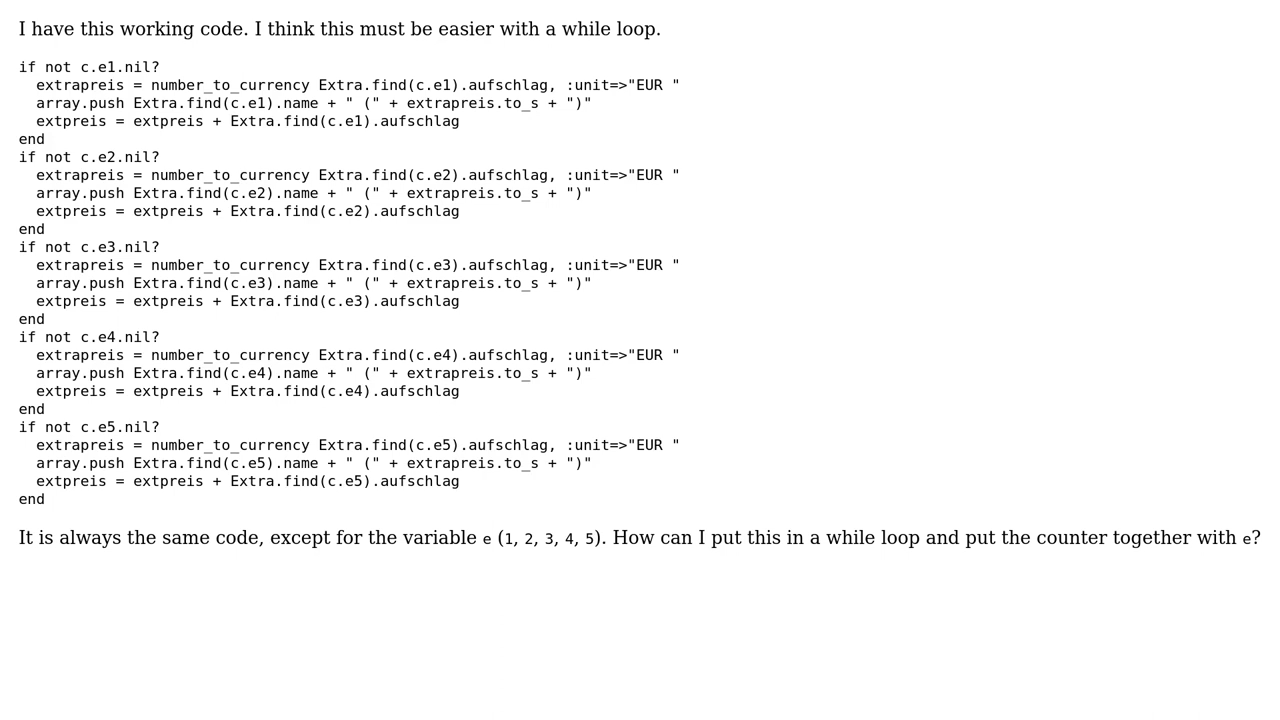 I have this working code. I think this must be easier with a while loop.
if not c.e1.nil?
  extrapreis = number_to_currency Extra.find(c.e1).aufschlag, :unit=>"EUR "
  array.push Extra.find(c.e1).name + " (" + extrapreis.to_s + ")"
  extpreis = extpreis + Extra.find(c.e1).aufschlag
end
if not c.e2.nil?
  extrapreis = number_to_currency Extra.find(c.e2).aufschlag, :unit=>"EUR "
  array.push Extra.find(c.e2).name + " (" + extrapreis.to_s + ")"
  extpreis = extpreis + Extra.find(c.e2).aufschlag
end
if not c.e3.nil?
  extrapreis = number_to_currency Extra.find(c.e3).aufschlag, :unit=>"EUR "
  array.push Extra.find(c.e3).name + " (" + extrapreis.to_s + ")"
  extpreis = extpreis + Extra.find(c.e3).aufschlag
end
if not c.e4.nil?
  extrapreis = number_to_currency Extra.find(c.e4).aufschlag, :unit=>"EUR "
  array.push Extra.find(c.e4).name + " (" + extrapreis.to_s + ")"
  extpreis = extpreis + Extra.find(c.e4).aufschlag
end
if not c.e5.nil?
  extrapreis = number_to_currency Extra.find(c.e5).aufschlag, :unit=>"EUR "
  array.push Extra.find(c.e5).name + " (" + extrapreis.to_s + ")"
  extpreis = extpreis + Extra.find(c.e5).aufschlag
end
It is always the same code, except for the variable e (1, 2, 3, 4, 5). How can I put this in a while loop and put the counter together with e?